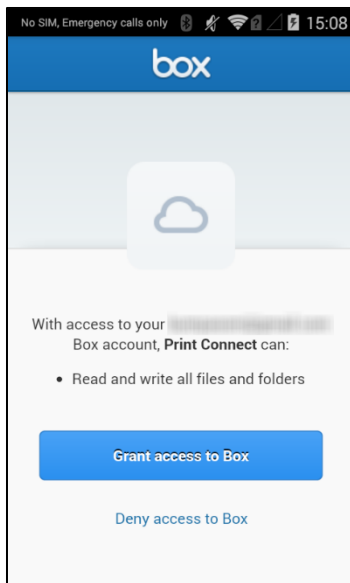 No SIM, Emergency calls only 15:08
box
With access to your
Box account, Print Connect can:
• Read and write all files and folders
Grant access to Box
Deny access to Box